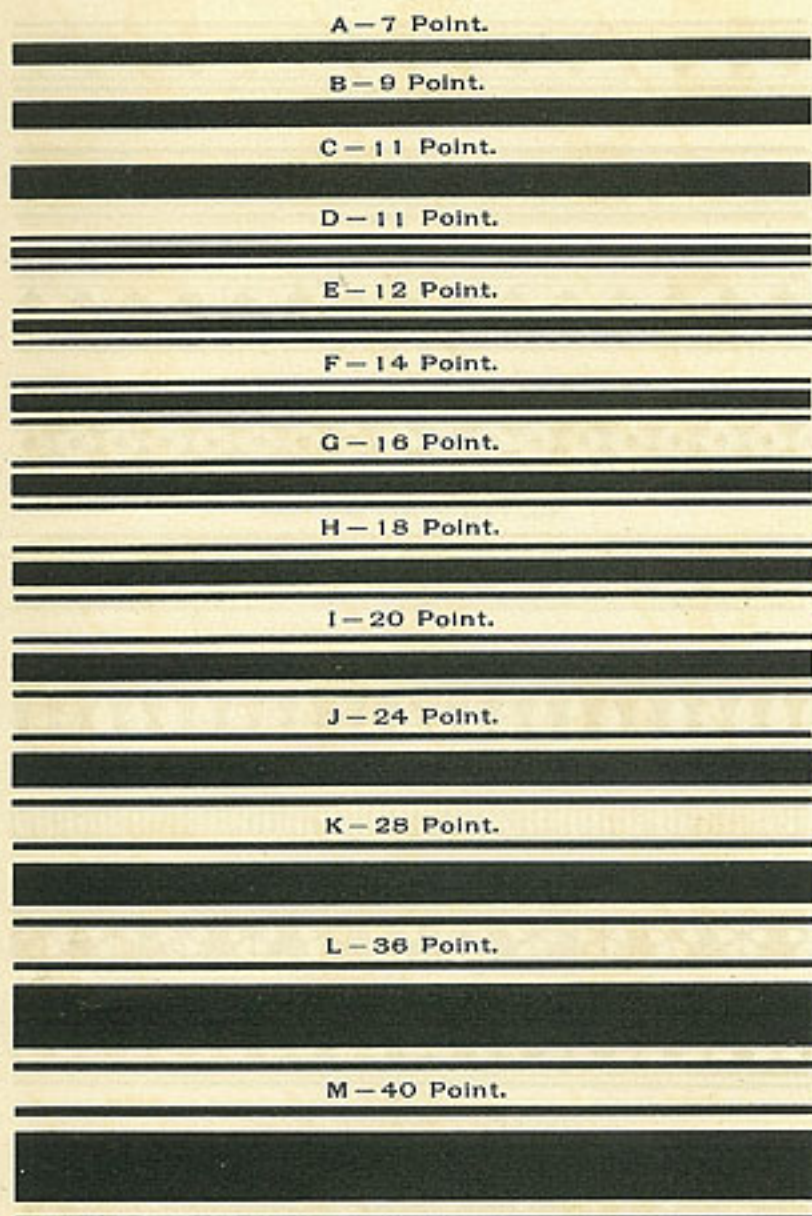 A — 7 Point.
B — 9 Point.
C — 11 Point.
D — 11 Point.
E — 12 Point.
F — 14 Point.
G — 16 Point.
H — 18 Point.
I — 20 Point.
J — 24 Point.
K — 28 Point.
L — 36 Point.
M — 40 Point.